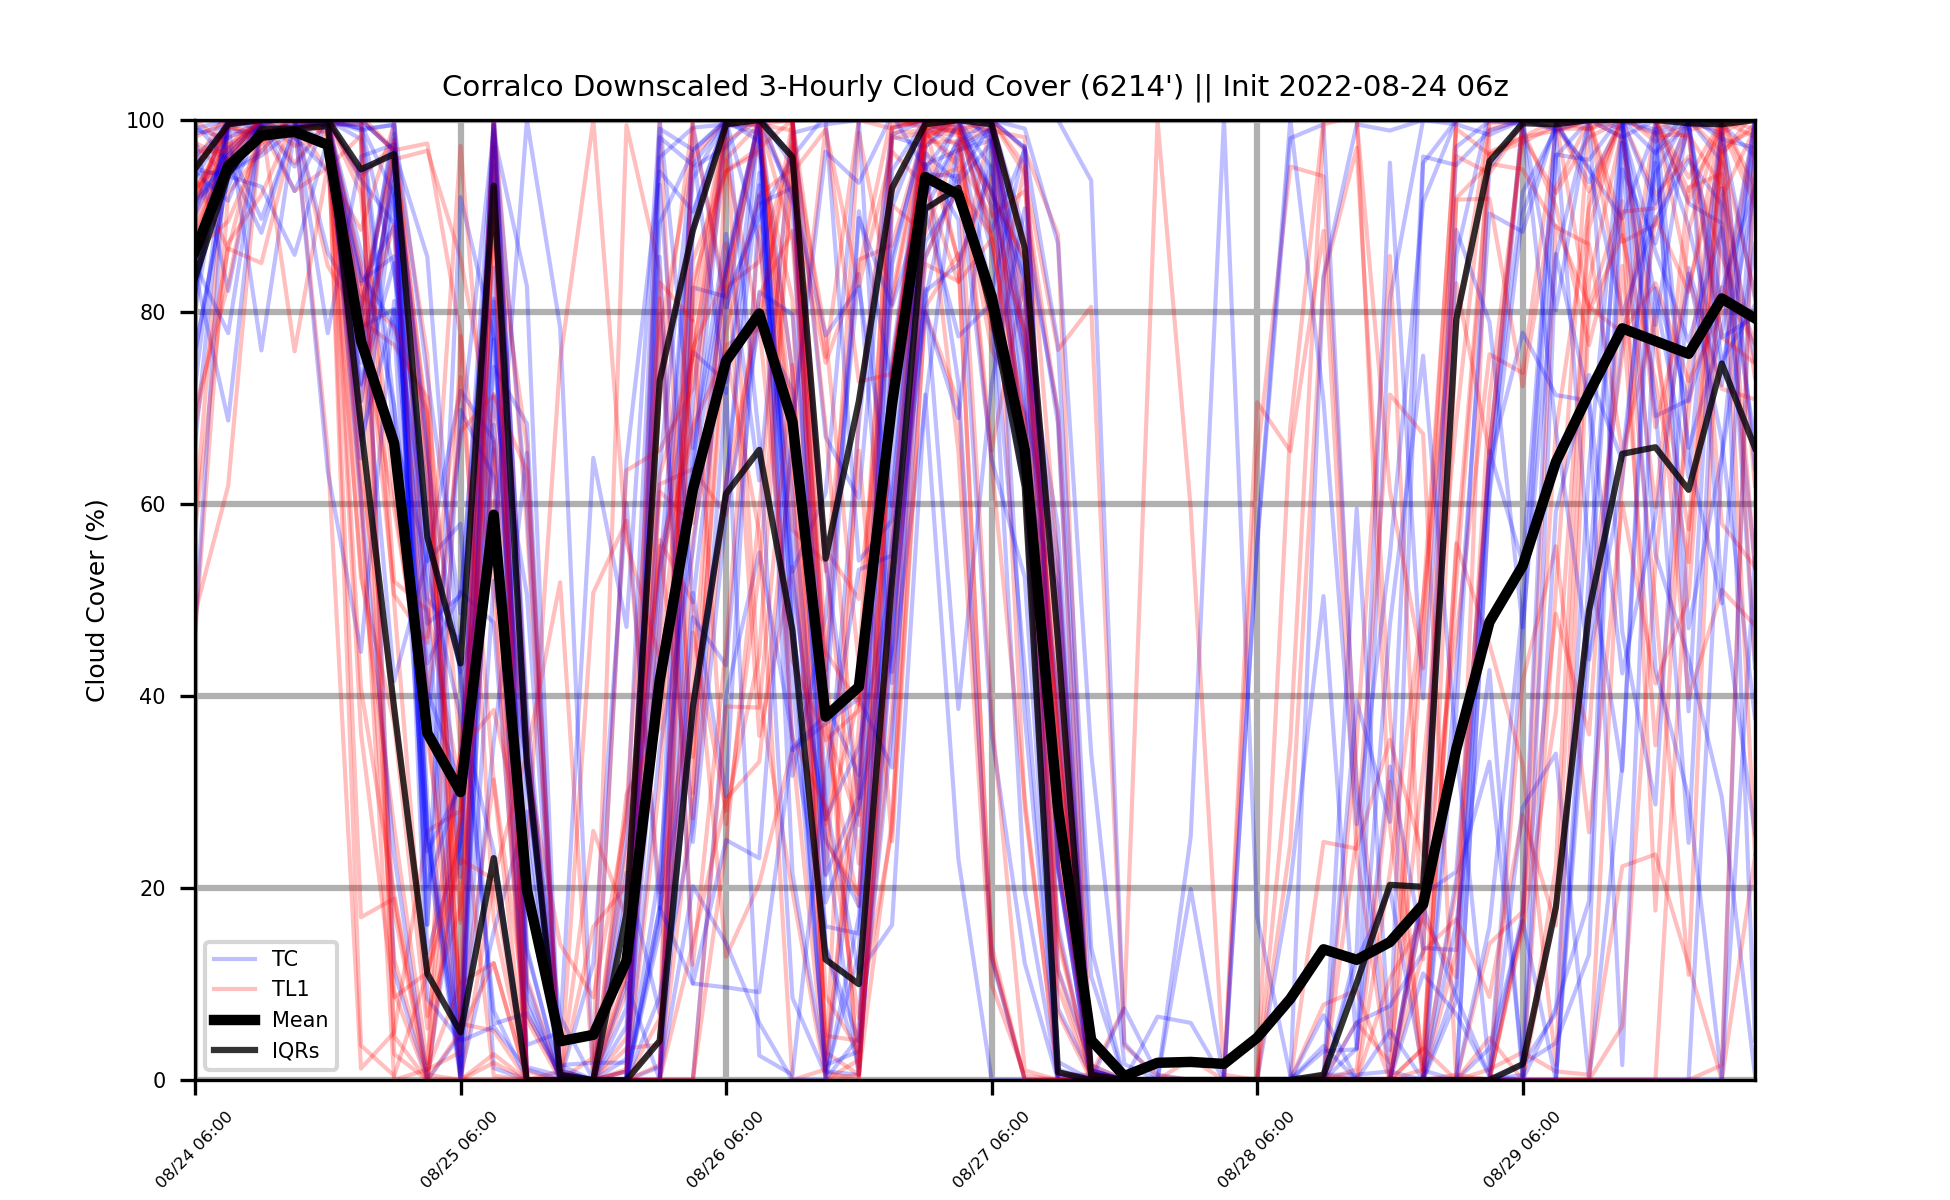 Corralco Downscaled 3-Hourly Cloud Cover (6214') || Init 2022-08-24 06z
Cloud Cover (%)
100
80
60
40
20
0
TC
TL1
Mean
IQRs
08/24 06:00
08/25 06:00
08/26 06:00
08/27 06:00
08/28 06:00
08/29 06:00